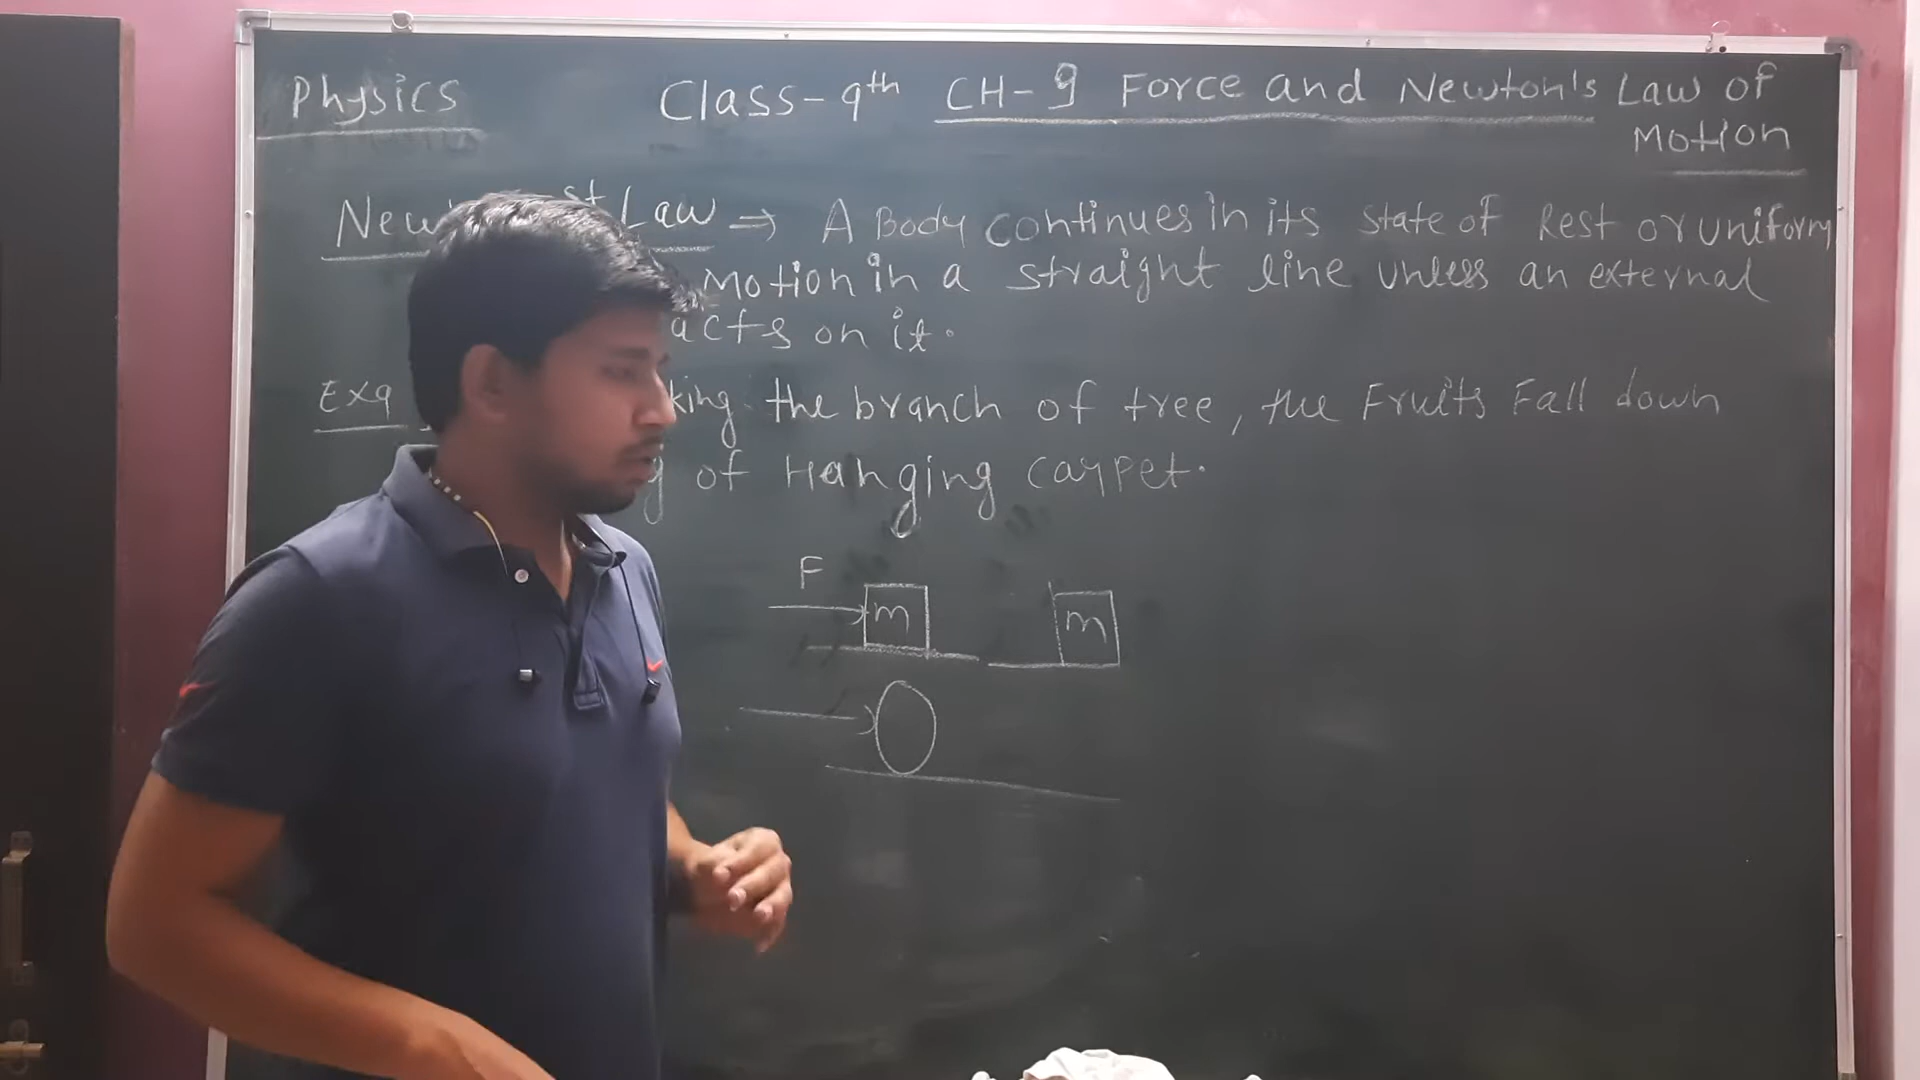 Physics Class-9th CH-9 Force and Newton's Law of
Motion
st Law ⇒ A Body continues in its state of Rest or uniform
Motion in a straight line unless an external
acts on it.
Exa the branch of tree, the Fruits Fall down
of Hanging carpet.
F
m m